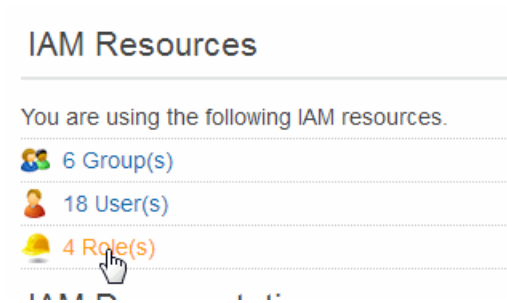 IAM Resources
You are using the following IAM resources.
6 Group(s)
18 User(s)
4 Role(s)